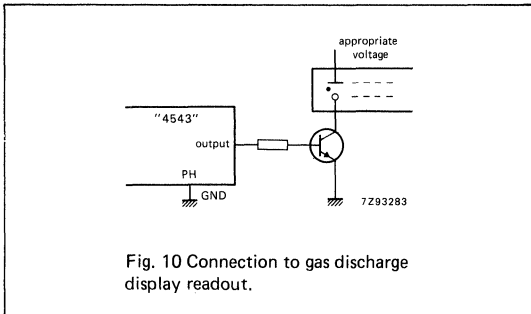 appropriate
voltage
"4543"
output
PH
GND
7Z93283
Fig. 10 Connection to gas discharge
display readout.